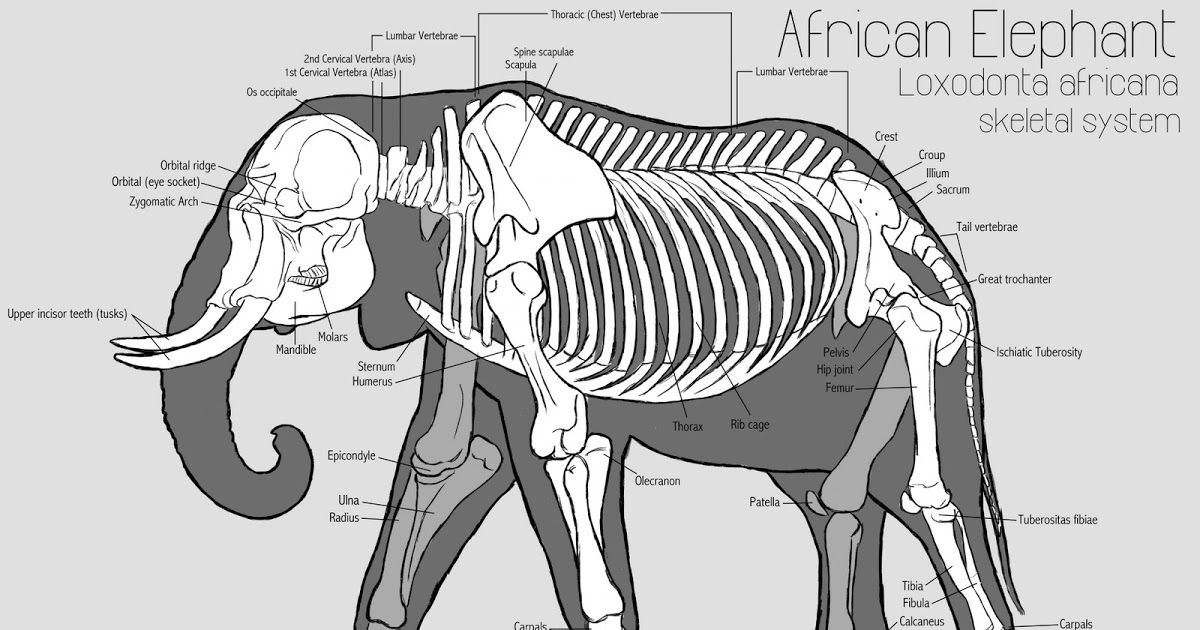 African Elephant
Loxodonta africana
skeletal system
Thoracic (Chest) Vertebrae
Lumbar Vertebrae
Spine scapulae
Scapula
2nd Cervical Vertebra (Axis)
1st Cervical Vertebra (Atlas)
Lumbar Vertebrae
Os occipitale
Crest
Croup
Illium
Sacrum
Orbital ridge
Orbital (eye socket)
Zygomatic Arch
Tail vertebrae
Great trochanter
Upper incisor teeth (tusks)
Molars
Mandible
Sternum
Humerus
Pelvis
Hip joint
Femur
Ischiatic Tuberosity
Thorax
Rib cage
Epicondyle
Olecranon
Ulna
Radius
Patella
Tuberositas fibiae
Tibia
Fibula
Calcaneus
Carpals
Carpals